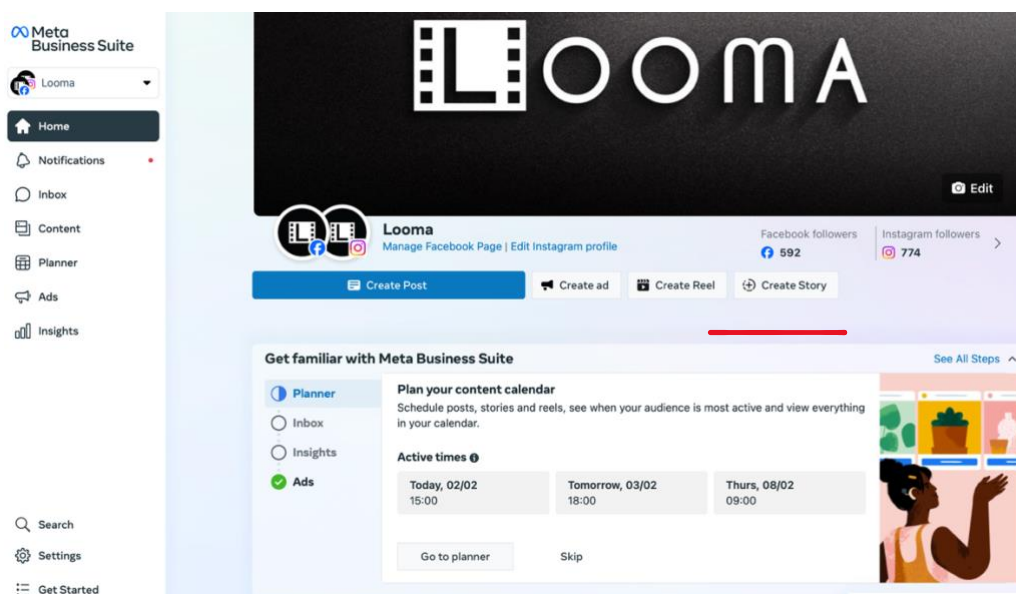 Meta
Business Suite
Looma
Home
Notifications
Inbox
Content
Planner
Ads
Insights
Search
Settings
Get Started
LOOMA
Edit
Looma
Manage Facebook Page | Edit Instagram profile
Facebook followers
592
Instagram followers
774
Create Post
Create ad
Create Reel
Create Story
Get familiar with Meta Business Suite
See All Steps
Planner
Inbox
Insights
Ads
Plan your content calendar
Schedule posts, stories and reels, see when your audience is most active and view everything
in your calendar.
Active times
Today, 02/02
15:00
Tomorrow, 03/02
18:00
Thurs, 08/02
09:00
Go to planner
Skip